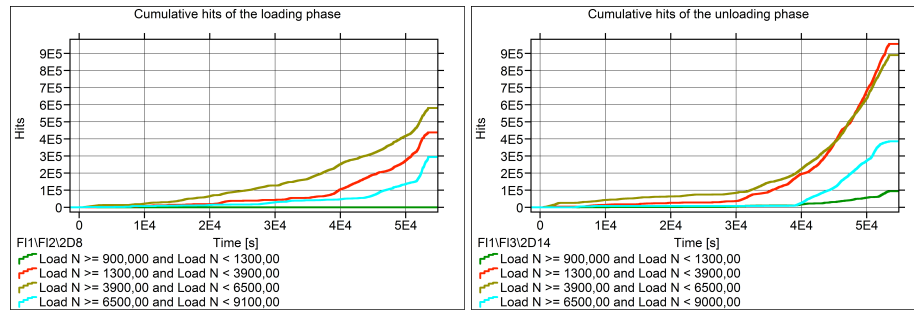 Cumulative hits of the loading phase
9E5
8E5
7E5
6E5
5E5
4E5
3E5
2E5
1E5
0
Hits
0 1E4 2E4 3E4 4E4 5E4
FI1\FI2\2D8 Time [s]
Load N >= 900,000 and Load N < 1300,00
Load N >= 1300,00 and Load N < 3900,00
Load N >= 3900,00 and Load N < 6500,00
Load N >= 6500,00 and Load N < 9100,00
Cumulative hits of the unloading phase
9E5
8E5
7E5
6E5
5E5
4E5
3E5
2E5
1E5
0
Hits
0 1E4 2E4 3E4 4E4 5E4
FI1\FI3\2D14 Time [s]
Load N >= 900,000 and Load N < 1300,00
Load N >= 1300,00 and Load N < 3900,00
Load N >= 3900,00 and Load N < 6500,00
Load N >= 6500,00 and Load N < 9000,00